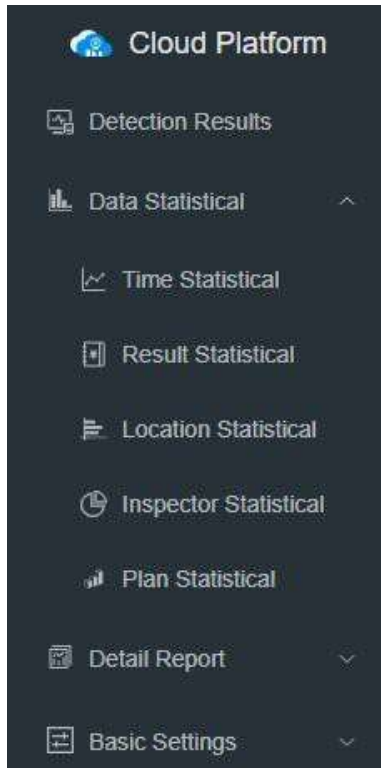 Cloud Platform
Detection Results
Data Statistical
Time Statistical
Result Statistical
Location Statistical
Inspector Statistical
Plan Statistical
Detail Report
Basic Settings